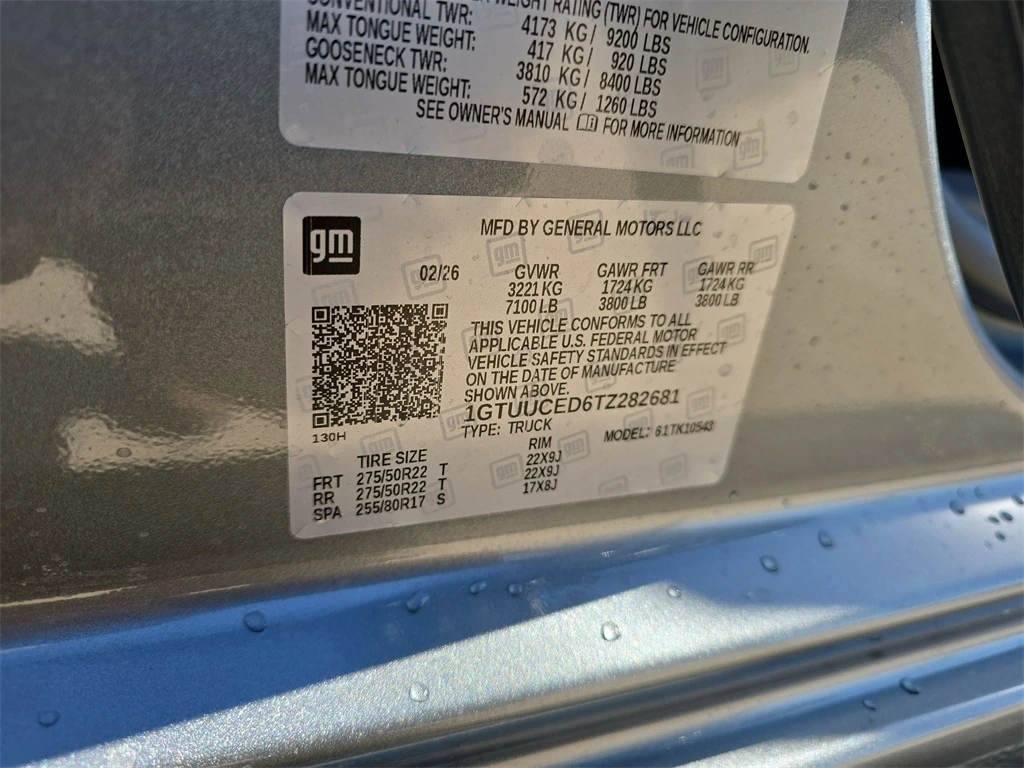 WEIGHT RATING (TWR) FOR VEHICLE CONFIGURATION.
CONVENTIONAL TWR: 4173 KG/ 9200 LBS
MAX TONGUE WEIGHT: 417 KG/ 920 LBS
GOOSENECK TWR: 3810 KG/ 8400 LBS
MAX TONGUE WEIGHT: 572 KG/ 1260 LBS
SEE OWNER'S MANUAL FOR MORE INFORMATION
gm
MFD BY GENERAL MOTORS LLC
02/26 GVWR GAWR FRT GAWR RR
3221 KG 1724 KG 1724 KG
7100 LB 3800 LB 3800 LB
THIS VEHICLE CONFORMS TO ALL
APPLICABLE U.S. FEDERAL MOTOR
VEHICLE SAFETY STANDARDS IN EFFECT
ON THE DATE OF MANUFACTURE
SHOWN ABOVE.
1GTUUCED6TZ282681
130H
TYPE: TRUCK MODEL: 61TK10543
TIRE SIZE RIM
FRT 275/50R22 T 22X9J
RR 275/50R22 T 22X9J
SPA 255/80R17 S 17X8J